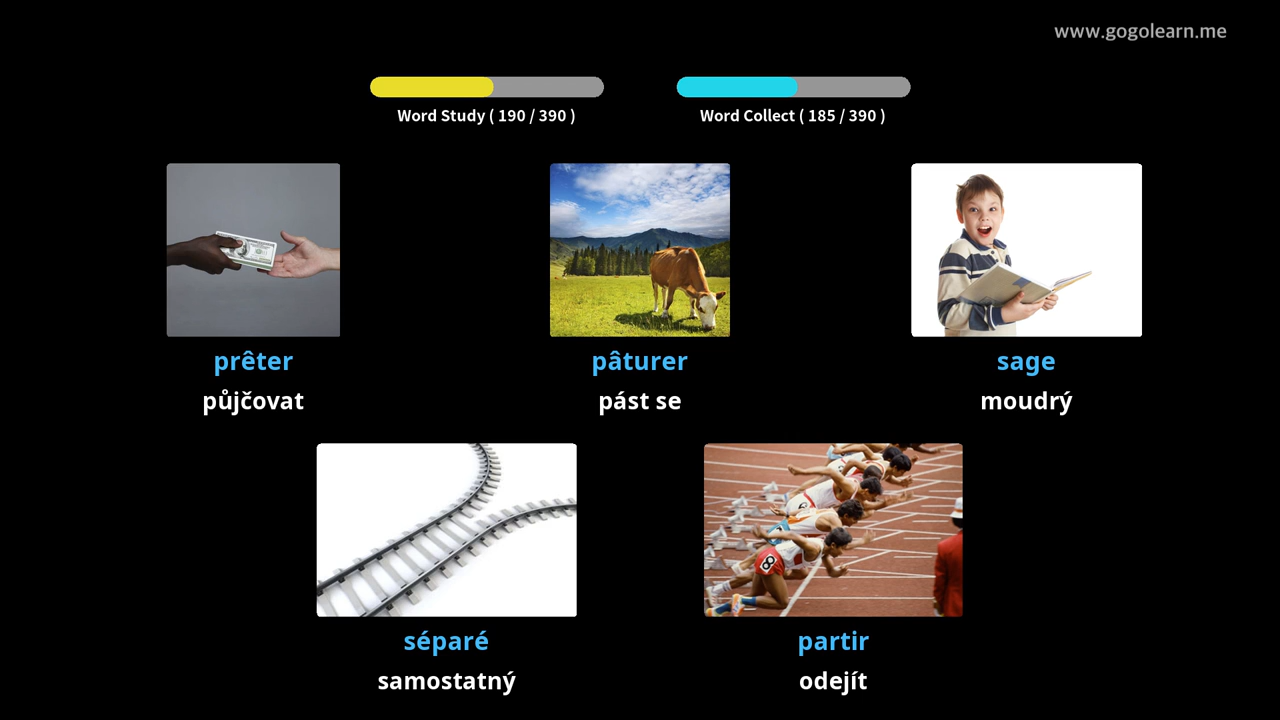 www.gogolearn.me
Word Study ( 190 / 390 )
Word Collect ( 185 / 390 )
prêter
půjčovat
pâturer
pást se
sage
moudrý
séparé
samostatný
partir
odejít